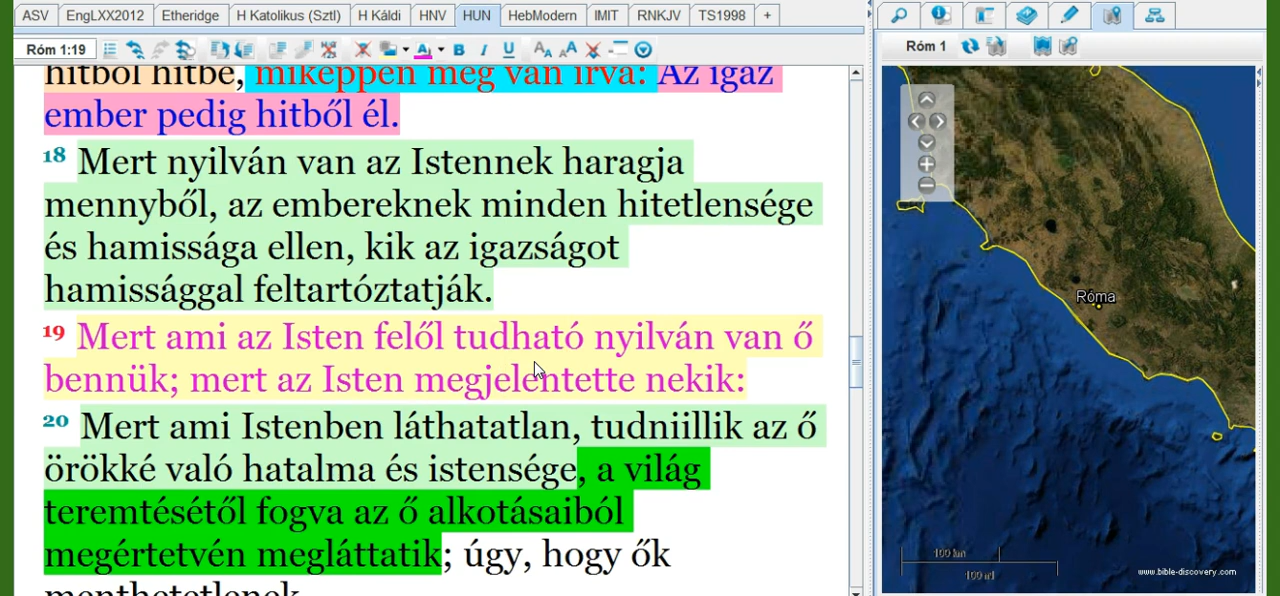 ASV EngLXX2012 Etheridge H Katolikus (Sztl) H Káldi HNV HUN HebModern IMIT RNKJV TS1998 +
Róm 1:19
Róm 1
hitből hitbe, miképpen meg van írva: Az igaz
ember pedig hitből él.
18 Mert nyilván van az Istennek haragja
mennyből, az embereknek minden hitetlensége
és hamissága ellen, kik az igazságot
hamissággal feltartóztatják.
19 Mert ami az Isten felől tudható nyilván van ő
bennük; mert az Isten megjelentette nekik:
20 Mert ami Istenben láthatatlan, tudniillik az ő
örökké való hatalma és istensége, a világ
teremtésétől fogva az ő alkotásaiból
megértetvén megláttatik; úgy, hogy ők
menthetetlenek.
Róma
100 km
100 ml
www.bible-discovery.com